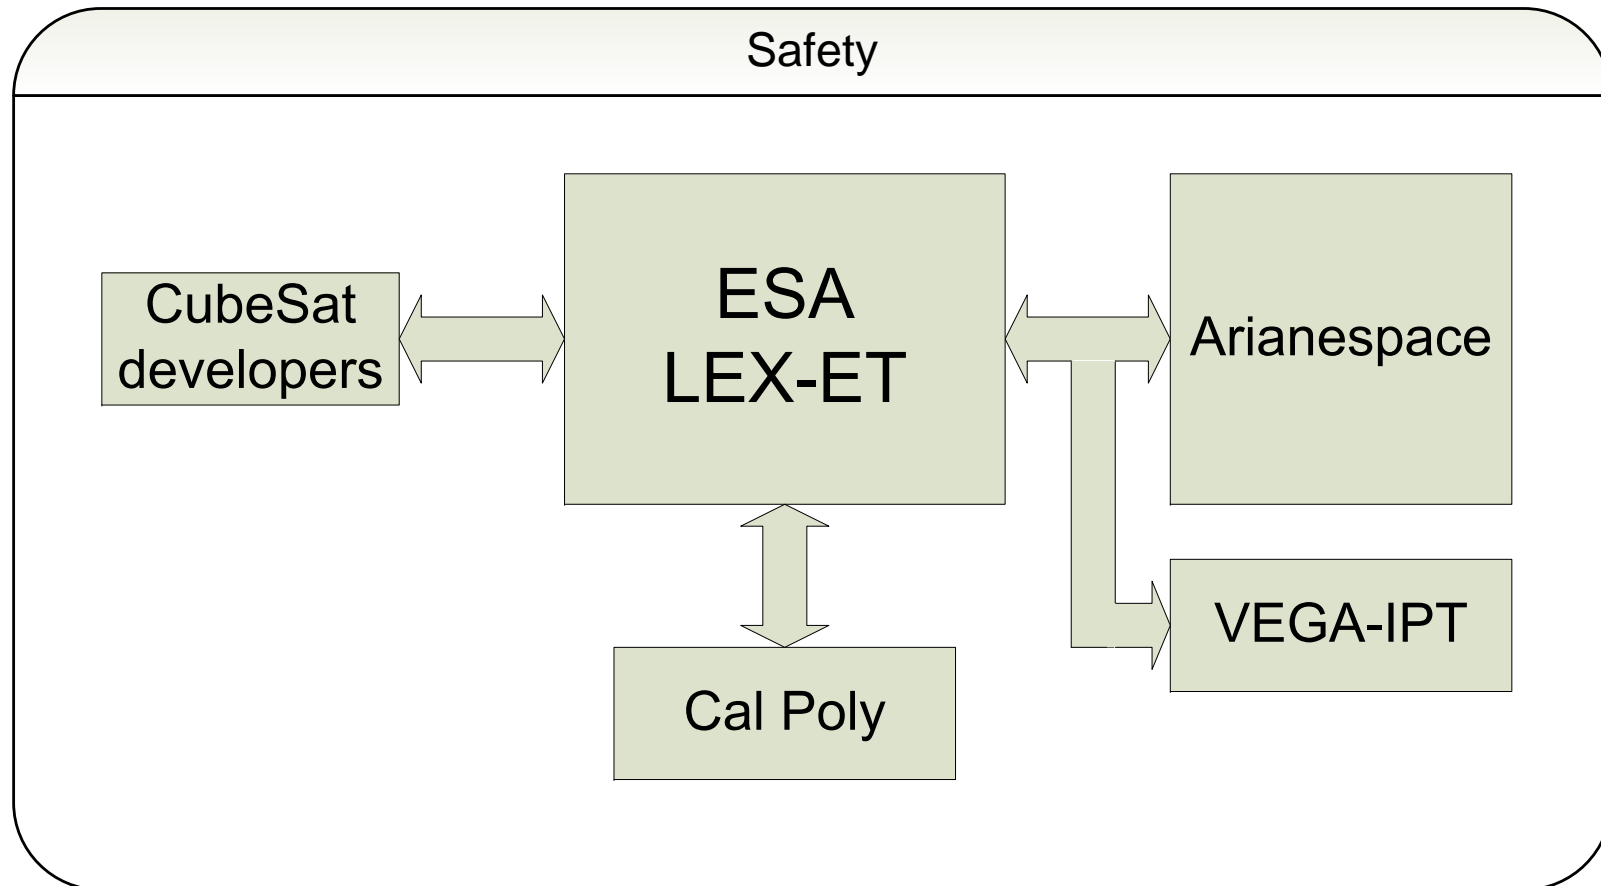 Safety
CubeSat
developers
ESA
LEX-ET
Arianespace
VEGA-IPT
Cal Poly